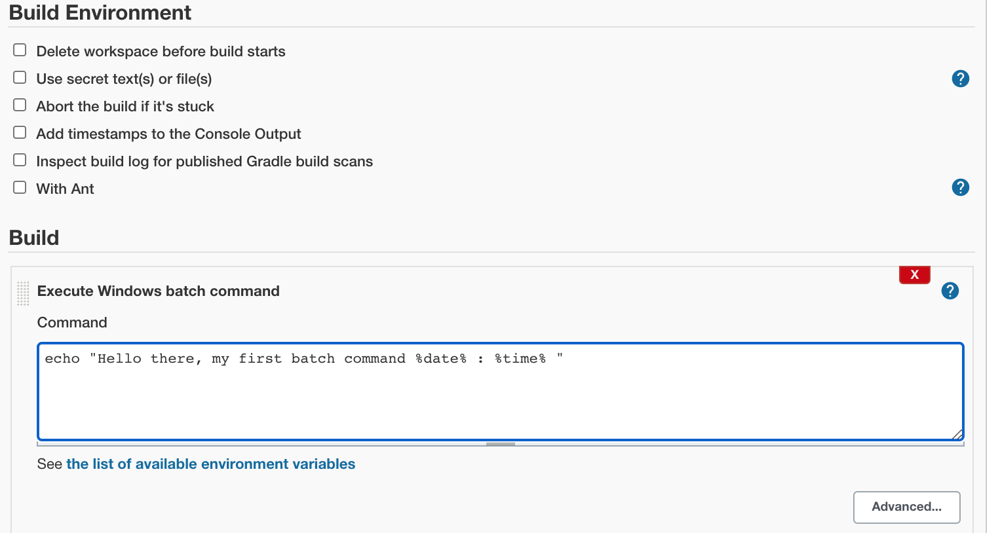 Build Environment
Delete workspace before build starts
Use secret text(s) or file(s)
?
Abort the build if it's stuck
Add timestamps to the Console Output
Inspect build log for published Gradle build scans
With Ant
?
Build
X
Execute Windows batch command
?
Command
echo "Hello there, my first batch command %date% : %time% "
See the list of available environment variables
Advanced...